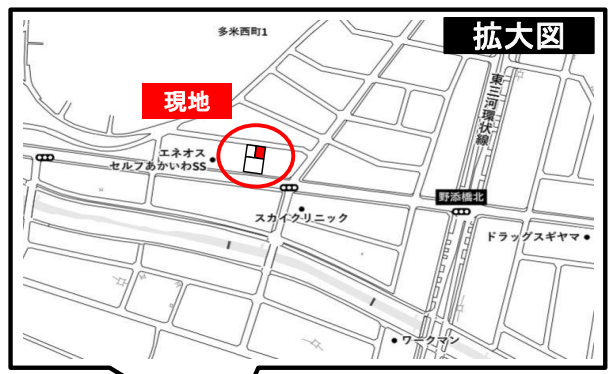 多米西町1
拡大図
現地
東三河環状線
エネオス
セルフあかいわSS
野添橋北
スカイクリニック
ドラッグスギヤマ
ワークマン